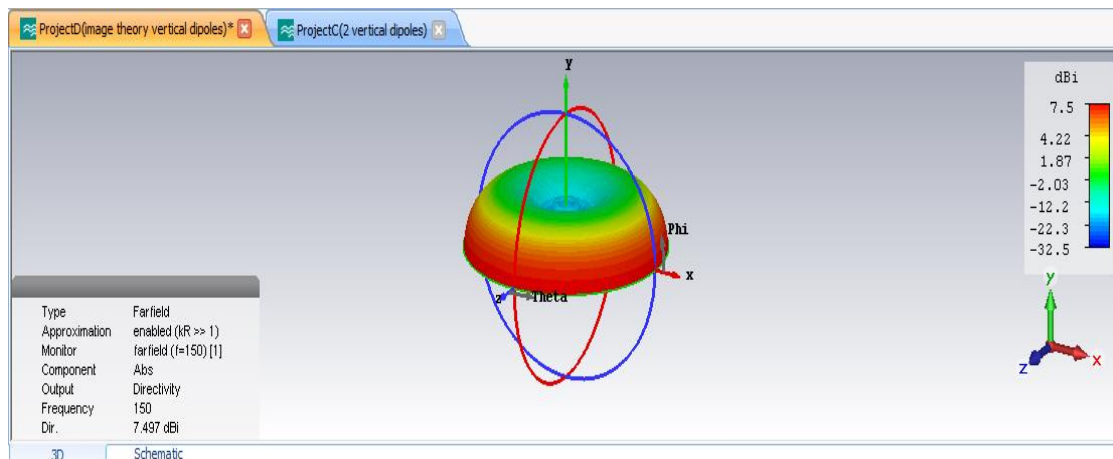 ProjectD(image theory vertical dipoles)* ProjectC(2 vertical dipoles)
y
dBi
7.5
4.22
1.87
-2.03
-12.2
-22.3
-32.5
Phi
x
z Theta
y
x
z
Type Farfield
Approximation enabled (kR >> 1)
Monitor farfield (f=150) [1]
Component Abs
Output Directivity
Frequency 150
Dir. 7.497 dBi
3D Schematic